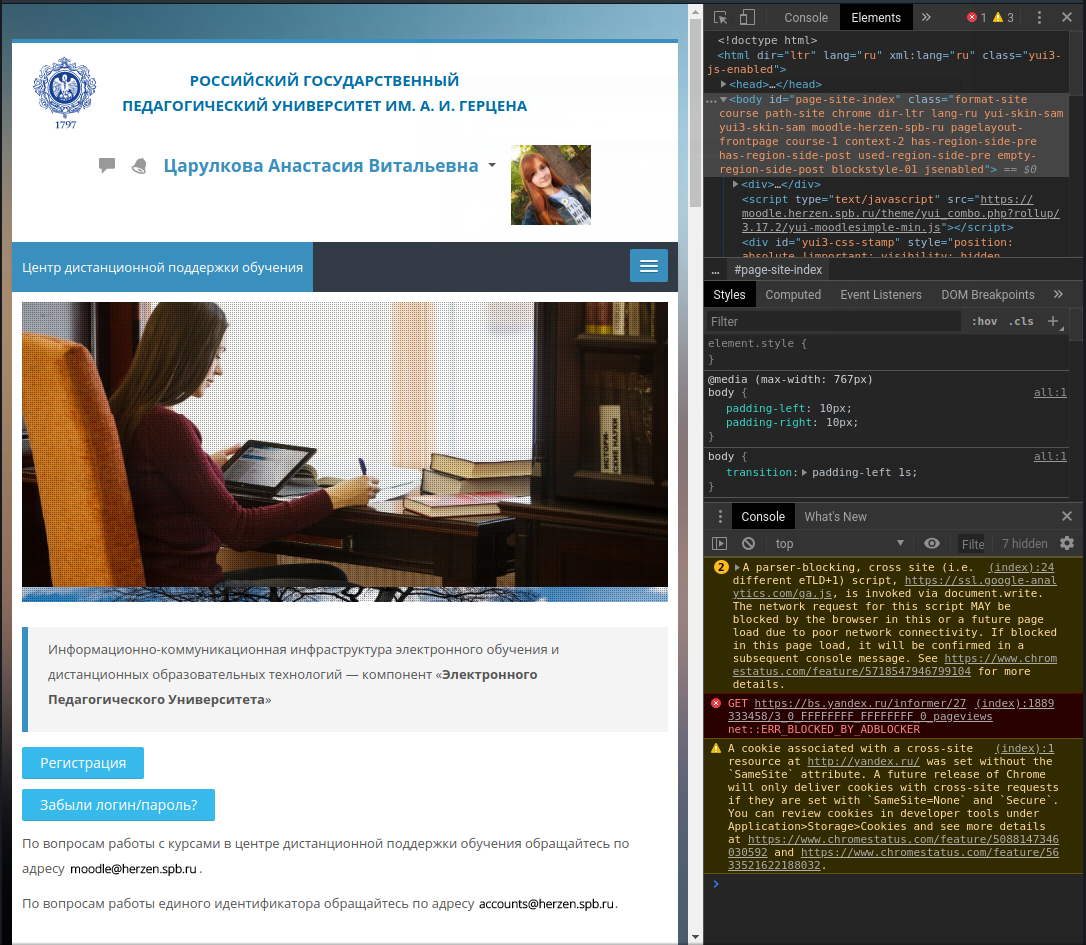 РОССИЙСКИЙ ГОСУДАРСТВЕННЫЙ
ПЕДАГОГИЧЕСКИЙ УНИВЕРСИТЕТ ИМ. А. И. ГЕРЦЕНА
1797
Царулкова Анастасия Витальевна
Центр дистанционной поддержки обучения
Информационно-коммуникационная инфраструктура электронного обучения и
дистанционных образовательных технологий — компонент «Электронного
Педагогического Университета»
Регистрация
Забыли логин/пароль?
По вопросам работы с курсами в центре дистанционной поддержки обучения обращайтесь по
адресу moodle@herzen.spb.ru .
По вопросам работы единого идентификатора обращайтесь по адресу accounts@herzen.spb.ru .
Console Elements » 1 3
<!doctype html>
<html dir="ltr" lang="ru" xml:lang="ru" class="yui3-
js-enabled">
<head>…</head>
… <body id="page-site-index" class="format-site
course path-site chrome dir-ltr lang-ru yui-skin-sam
yui3-skin-sam moodle-herzen-spb-ru pagelayout-
frontpage course-1 context-2 has-region-side-pre
has-region-side-post used-region-side-pre empty-
region-side-post blockstyle-01 jsenabled"> == $0
<div>…</div>
<script type="text/javascript" src="https://
moodle.herzen.spb.ru/theme/yui_combo.php?rollup/
3.17.2/yui-moodlesimple-min.js"></script>
<div id="yui3-css-stamp" style="position:
absolute !important; visibility: hidden
… #page-site-index
Styles Computed Event Listeners DOM Breakpoints »
Filter :hov .cls +
element.style {
}
@media (max-width: 767px)
body { all:1
padding-left: 10px;
padding-right: 10px;
}
body { all:1
transition: padding-left 1s;
}
Console What's New
top Filte 7 hidden
2 A parser-blocking, cross site (i.e. (index):24
different eTLD+1) script, https://ssl.google-anal
ytics.com/ga.js, is invoked via document.write.
The network request for this script MAY be
blocked by the browser in this or a future page
load due to poor network connectivity. If blocked
in this page load, it will be confirmed in a
subsequent console message. See https://www.chrom
estatus.com/feature/5718547946799104 for more
details.
GET https://bs.yandex.ru/informer/27 (index):1889
333458/3_0_FFFFFFFF_FFFFFFFF_0_pageviews
net::ERR_BLOCKED_BY_ADBLOCKER
A cookie associated with a cross-site (index):1
resource at http://yandex.ru/ was set without the
`SameSite` attribute. A future release of Chrome
will only deliver cookies with cross-site requests
if they are set with `SameSite=None` and `Secure`.
You can review cookies in developer tools under
Application>Storage>Cookies and see more details
at https://www.chromestatus.com/feature/5088147346
030592 and https://www.chromestatus.com/feature/56
33521622188032.